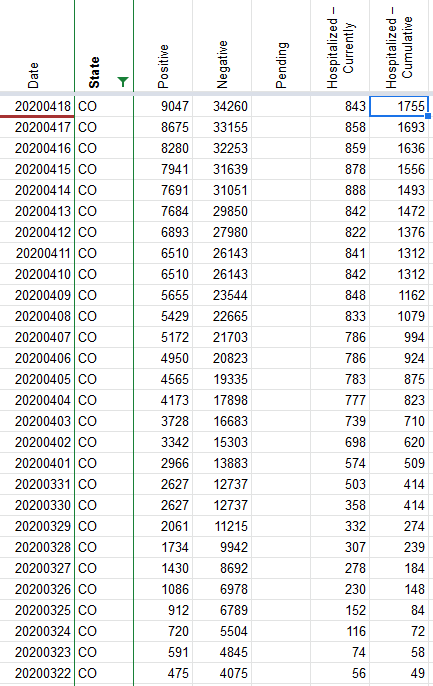 Date State Positive Negative Pending Hospitalized – Currently Hospitalized – Cumulative
20200418 CO 9047 34260 843 1755
20200417 CO 8675 33155 858 1693
20200416 CO 8280 32253 859 1636
20200415 CO 7941 31639 878 1556
20200414 CO 7691 31051 888 1493
20200413 CO 7684 29850 842 1472
20200412 CO 6893 27980 822 1376
20200411 CO 6510 26143 841 1312
20200410 CO 6510 26143 842 1312
20200409 CO 5655 23544 848 1162
20200408 CO 5429 22665 833 1079
20200407 CO 5172 21703 786 994
20200406 CO 4950 20823 786 924
20200405 CO 4565 19335 783 875
20200404 CO 4173 17898 777 823
20200403 CO 3728 16683 739 710
20200402 CO 3342 15303 698 620
20200401 CO 2966 13883 574 509
20200331 CO 2627 12737 503 414
20200330 CO 2627 12737 358 414
20200329 CO 2061 11215 332 274
20200328 CO 1734 9942 307 239
20200327 CO 1430 8692 278 184
20200326 CO 1086 6978 230 148
20200325 CO 912 6789 152 84
20200324 CO 720 5504 116 72
20200323 CO 591 4845 74 58
20200322 CO 475 4075 56 49